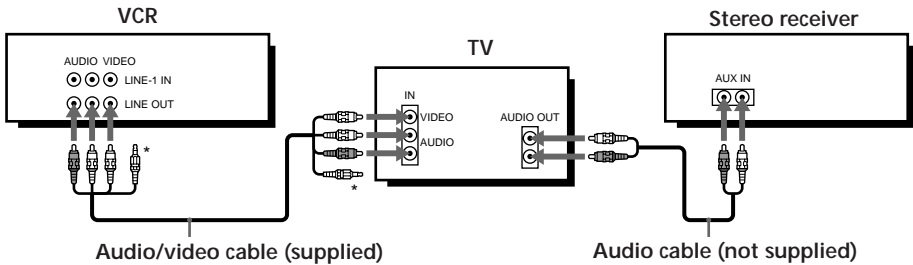 VCR
AUDIO VIDEO
LINE-1 IN
LINE OUT
*
TV
IN
VIDEO
AUDIO
AUDIO OUT
*
Stereo receiver
AUX IN
Audio/video cable (supplied)
Audio cable (not supplied)